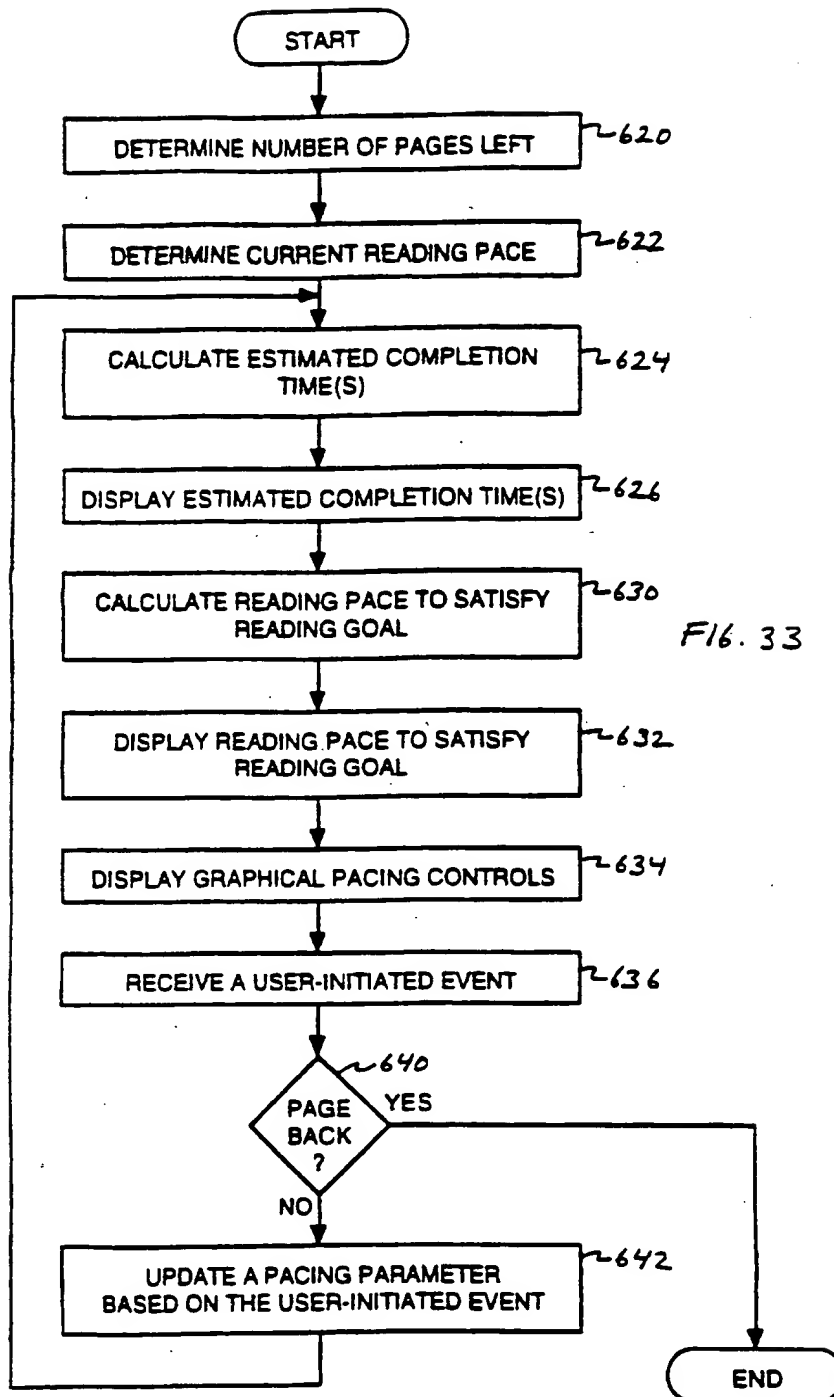 START
DETERMINE NUMBER OF PAGES LEFT
620
DETERMINE CURRENT READING PACE
622
CALCULATE ESTIMATED COMPLETION
TIME(S)
624
DISPLAY ESTIMATED COMPLETION TIME(S)
626
CALCULATE READING PACE TO SATISFY
READING GOAL
630
FIG. 33
DISPLAY READING PACE TO SATISFY
READING GOAL
632
DISPLAY GRAPHICAL PACING CONTROLS
634
RECEIVE A USER-INITIATED EVENT
636
640
PAGE
BACK
?
YES
NO
UPDATE A PACING PARAMETER
BASED ON THE USER-INITIATED EVENT
642
END